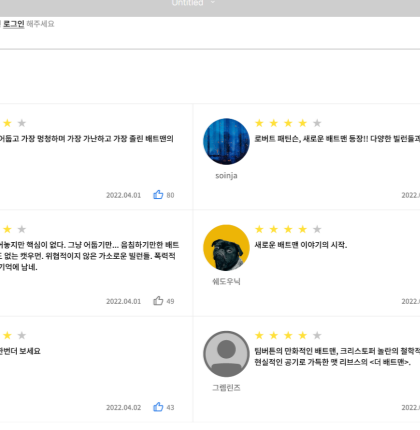 Untitled
로그인 해주세요
어둡고 가장 멍청하며 가장 가난하고 가장 졸린 배트맨의
2022.04.01 80
로버트 패틴슨, 새로운 배트맨 등장!! 다양한 빌런들과
soinja
2022.
어놓지만 핵심이 없다. 그냥 어둡기만... 음침하기만한 배트
없는 캣우먼. 위협적이지 않은 가소로운 빌런들. 폭력적
기억에 남네.
2022.04.01 49
새로운 배트맨 이야기의 시작.
쉐도우닉
2022.
한번더 보세요
2022.04.02 43
팀버튼의 만화적인 배트맨, 크리스토퍼 놀란의 철학적
현실적인 공기로 가득한 맷 리브스의 <더 배트맨>.
그랭린즈
2022.